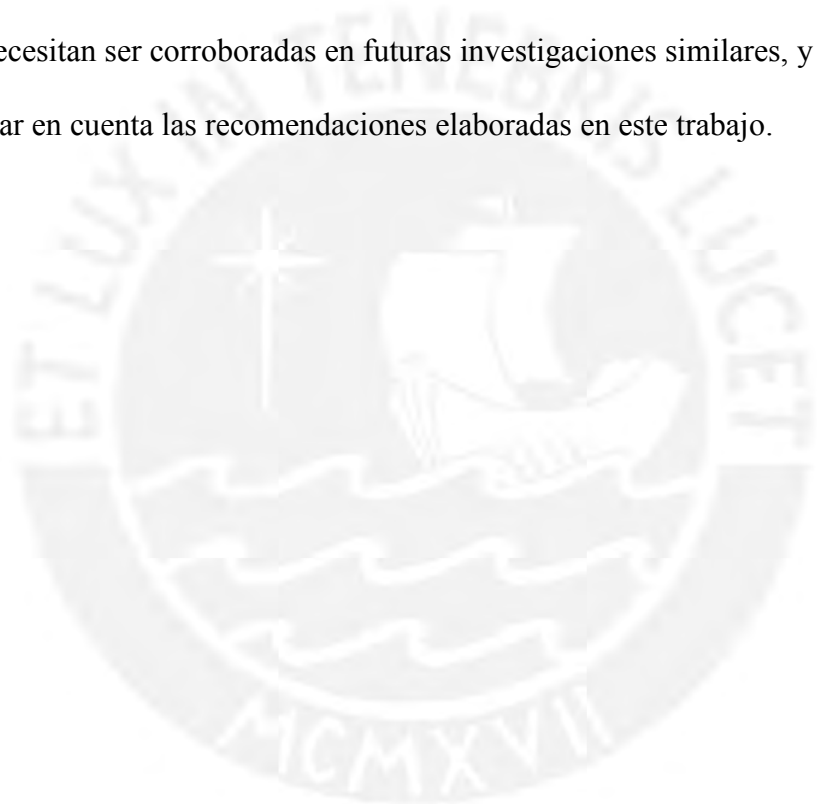 ecesitan ser corroboradas en futuras investigaciones similares, y
ar en cuenta las recomendaciones elaboradas en este trabajo.
ET LUX IN TENEBRIS LUCET
MCMXVII